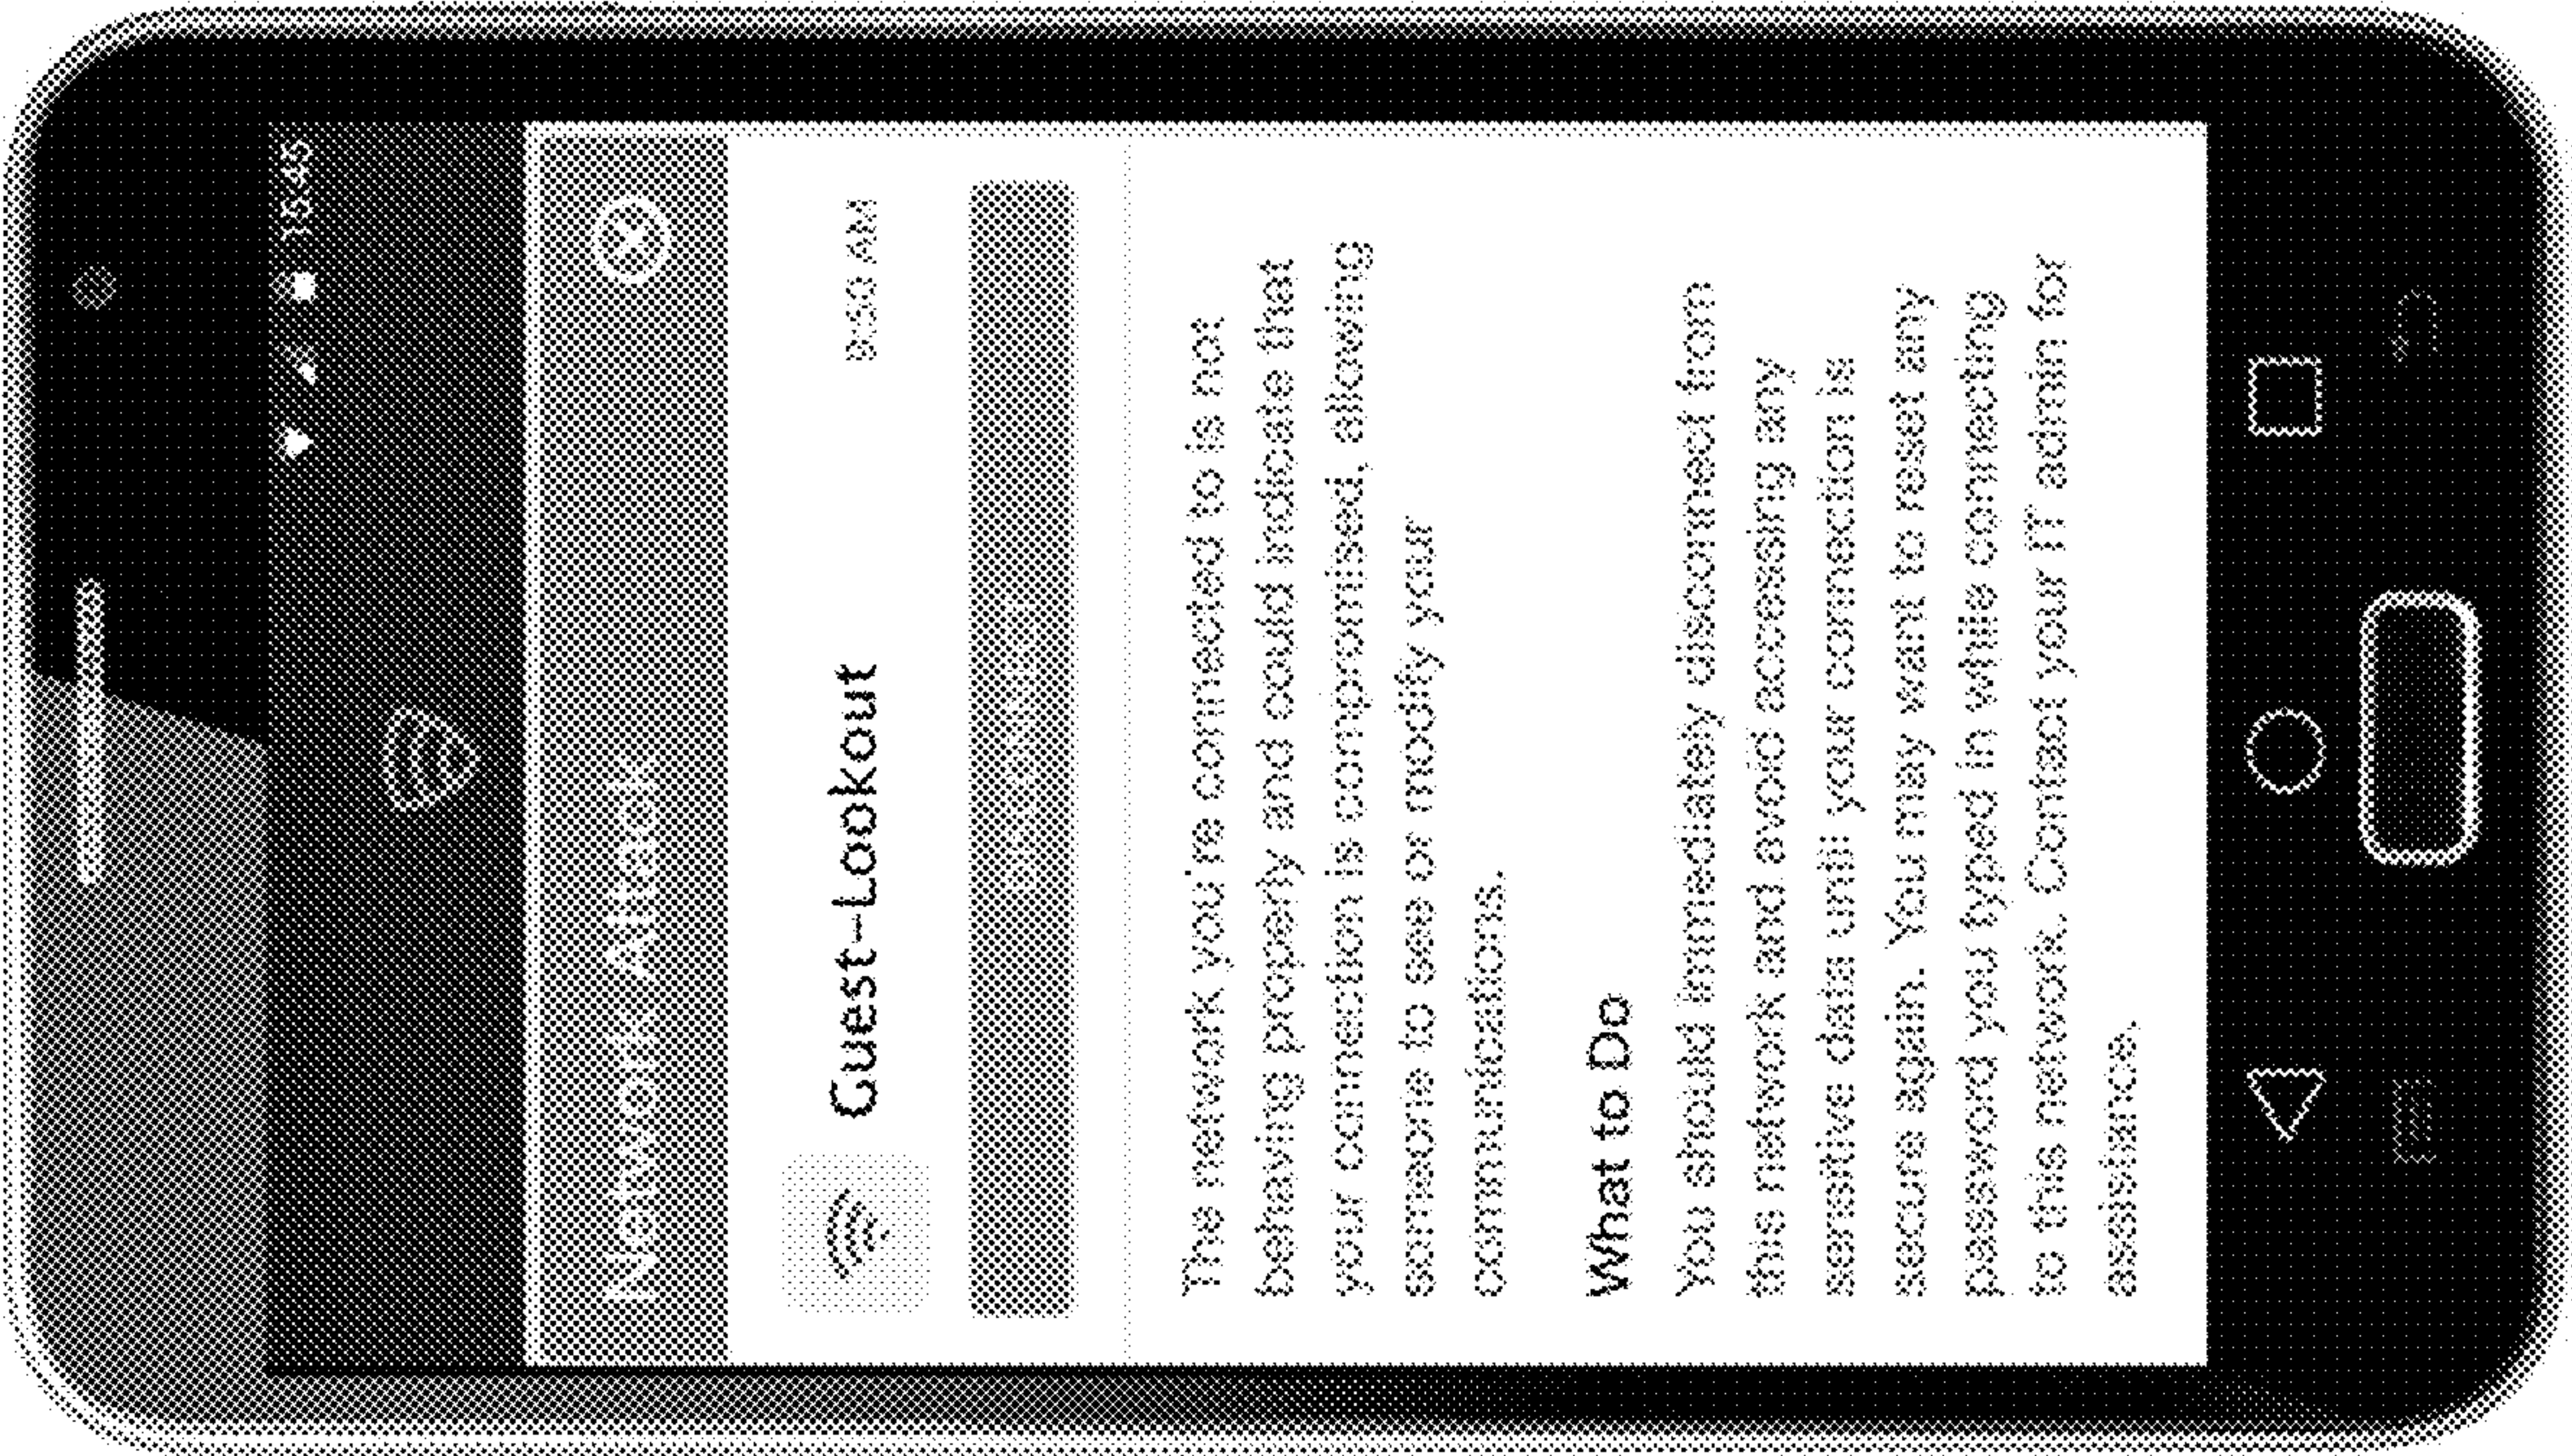 15:45
Network Attack
Guest-Lookout
AM
The network you're connected to is not
behaving properly and could indicate that
your connection is compromised, allowing
someone to see or modify your
communications.
What to Do
You should immediately disconnect from
this network and avoid accessing any
sensitive data until your connection is
secure again. You may want to reset any
password you typed in while connecting
to this network. Contact your IT admin for
assistance.